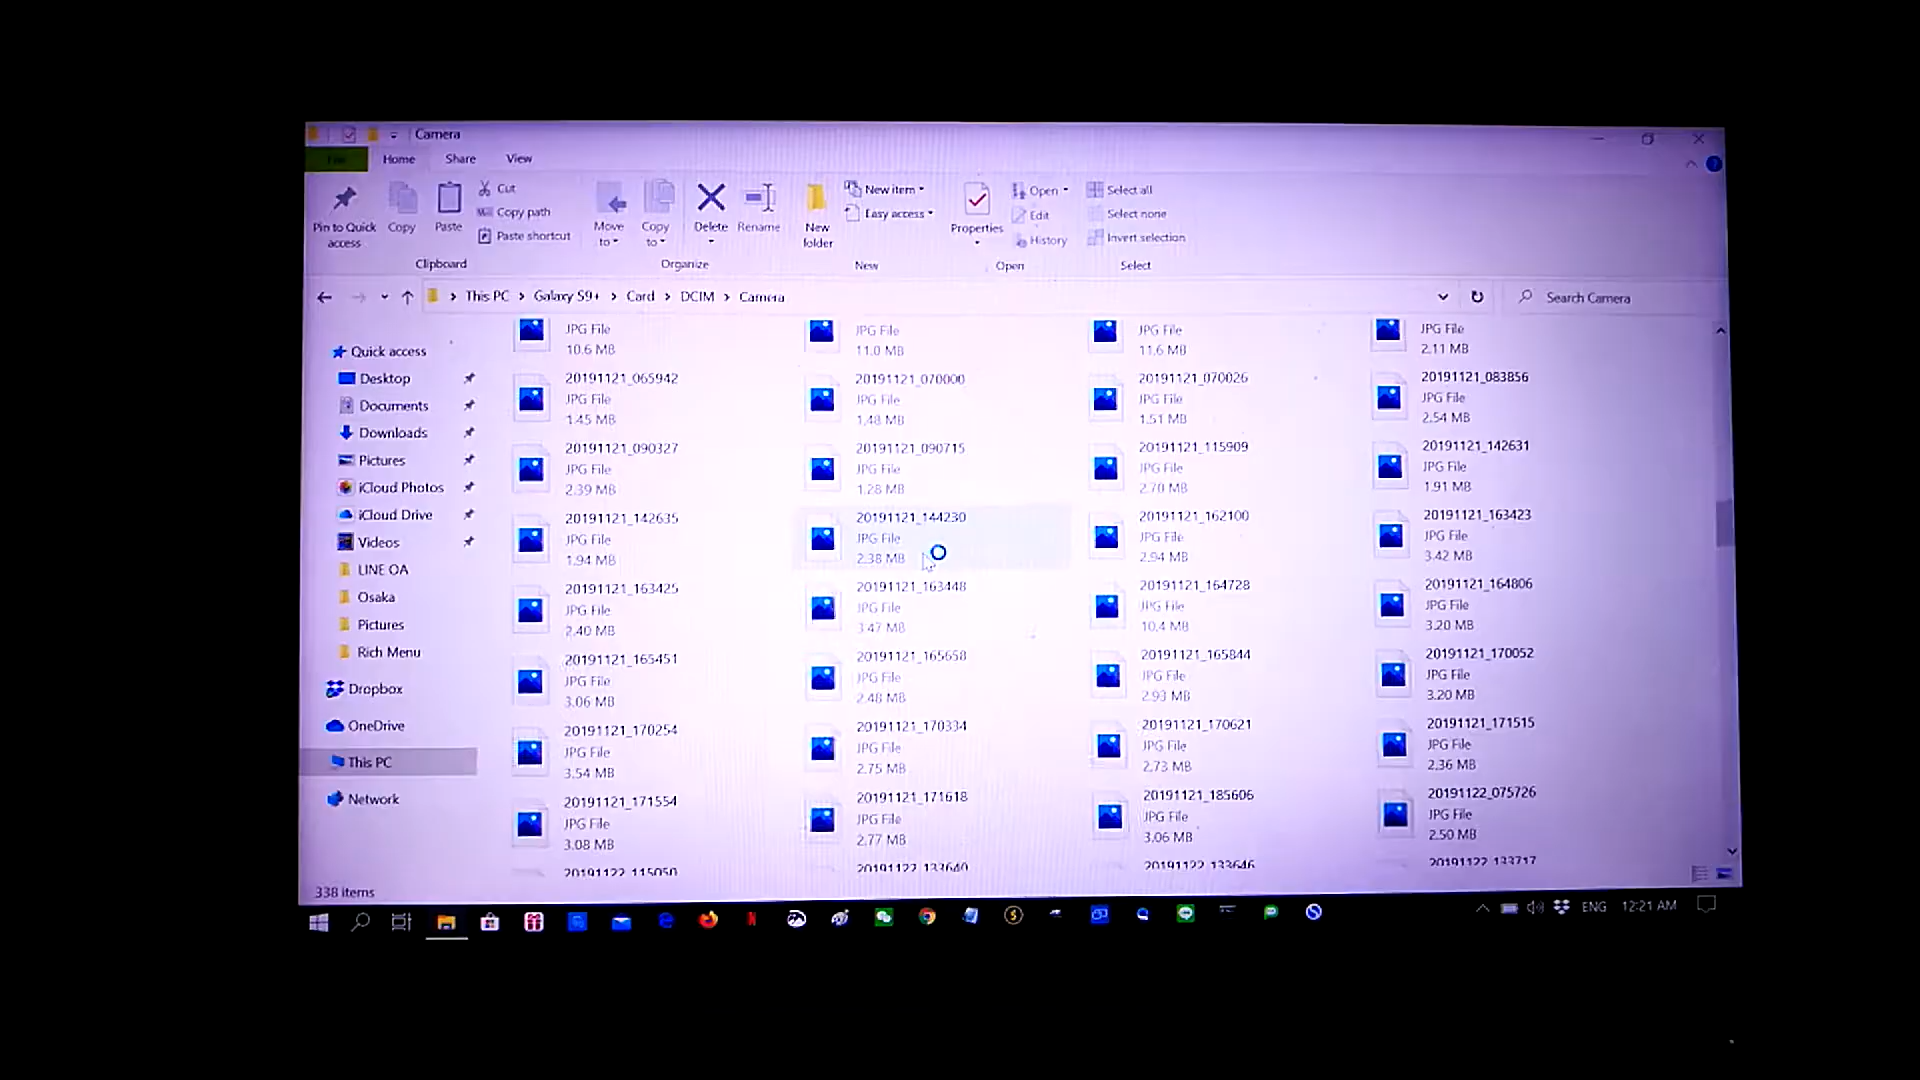 Camera
Home Share View
Pin to Quick access
Copy
Paste
Cut
Copy path
Paste shortcut
Clipboard
Move to
Copy to
Delete
Rename
Organize
New folder
New item
Easy access
New
Properties
Open
Edit
History
Open
Select all
Select none
Invert selection
Select
This PC > Galaxy S9+ > Card > DCIM > Camera
Search Camera
Quick access
Desktop
Documents
Downloads
Pictures
iCloud Photos
iCloud Drive
Videos
LINE OA
Osaka
Pictures
Rich Menu
Dropbox
OneDrive
This PC
Network
JPG File JPG File JPG File JPG File
10.6 MB 11.0 MB 11.6 MB 2.11 MB
20191121_065942 20191121_070000 20191121_070026 20191121_083856
JPG File JPG File JPG File JPG File
1.45 MB 1.48 MB 1.51 MB 2.54 MB
20191121_090327 20191121_090715 20191121_115909 20191121_142631
JPG File JPG File JPG File JPG File
2.39 MB 1.28 MB 2.70 MB 1.91 MB
20191121_142635 20191121_144230 20191121_162100 20191121_163423
JPG File JPG File JPG File JPG File
1.94 MB 2.38 MB 2.94 MB 3.42 MB
20191121_163425 20191121_163448 20191121_164728 20191121_164806
JPG File JPG File JPG File JPG File
2.40 MB 3.47 MB 10.4 MB 3.20 MB
20191121_165451 20191121_165658 20191121_165844 20191121_170052
JPG File JPG File JPG File JPG File
3.06 MB 2.48 MB 2.93 MB 3.20 MB
20191121_170254 20191121_170334 20191121_170621 20191121_171515
JPG File JPG File JPG File JPG File
3.54 MB 2.75 MB 2.73 MB 2.36 MB
20191121_171554 20191121_171618 20191121_185606 20191122_075726
JPG File JPG File JPG File JPG File
3.08 MB 2.77 MB 3.06 MB 2.50 MB
20191122_115050 20191122_133640 20191122_133646 20191122_133717
338 items
ENG 12:21 AM